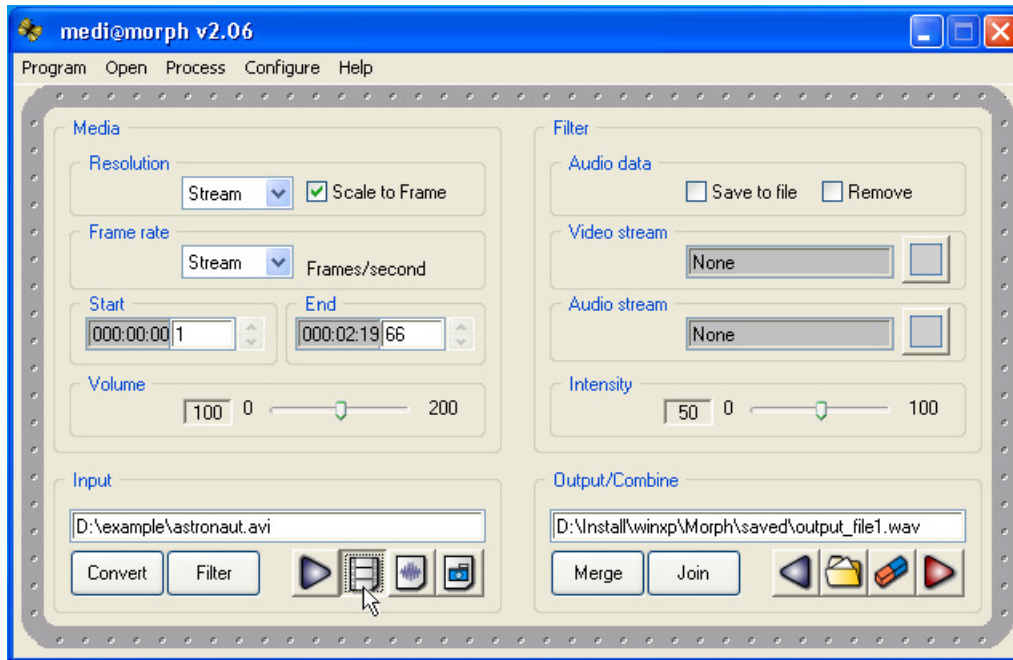 medi@morph v2.06
Program Open Process Configure Help
Media
Resolution
Stream Scale to Frame
Frame rate
Stream Frames/second
Start End
000:00:00 1 000:02:19 66
Volume
100 0 200
Filter
Audio data
Save to file Remove
Video stream
None
Audio stream
None
Intensity
50 0 100
Input
D:\example\astronaut.avi
Convert Filter
Output/Combine
D:\Install\winxp\Morph\saved\output_file1.wav
Merge Join